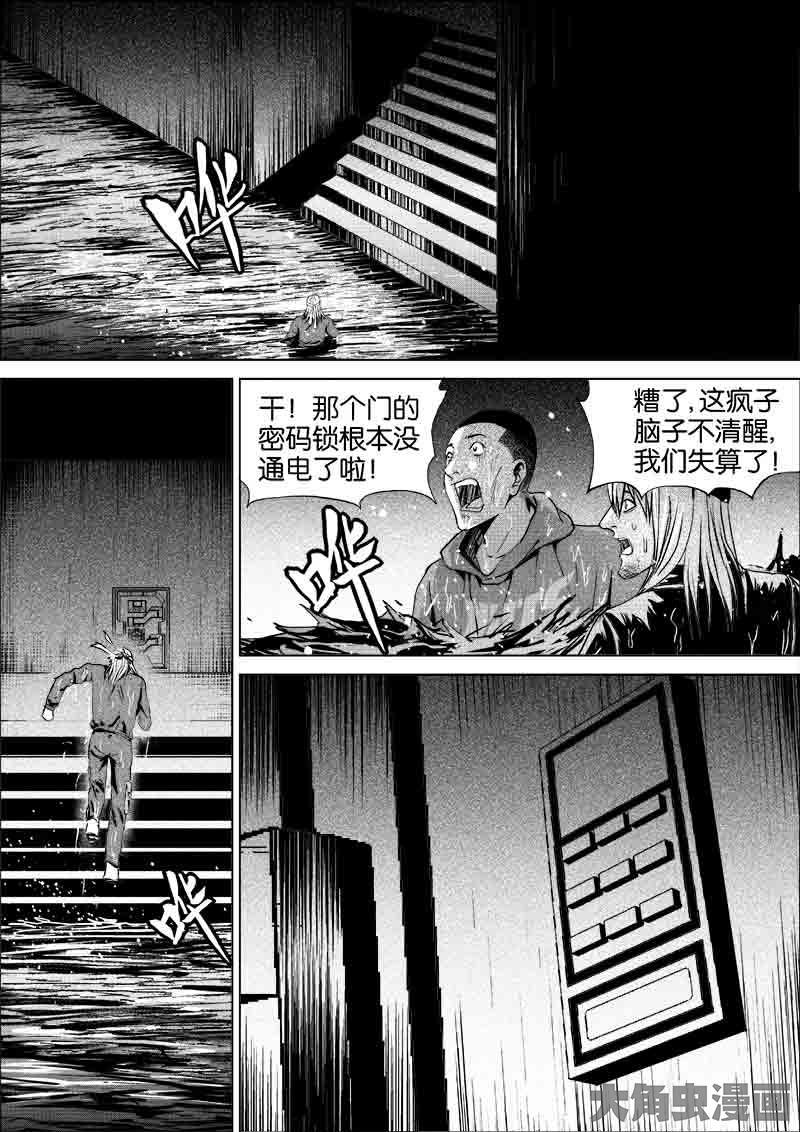 哗
干！那个门的
密码锁根本没
通电了啦！
糟了,这疯子
脑子不清醒,
我们失算了！
哗
哗
大角虫漫画